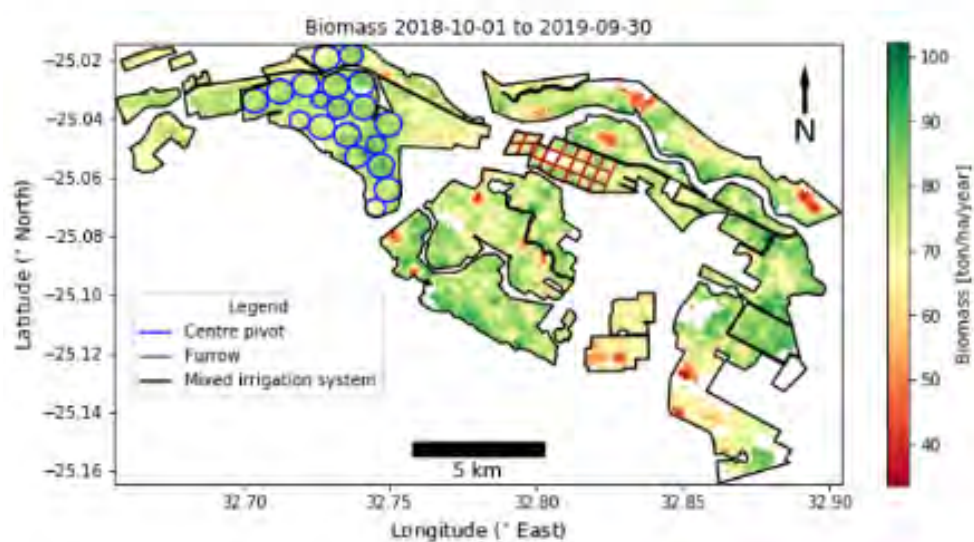 Biomass 2018-10-01 to 2019-09-30
−25.02
−25.04
−25.06
−25.08
−25.10
−25.12
−25.14
−25.16
Latitude (° North)
N
Legend
Centre pivot
Furrow
Mixed irrigation system
5 km
32.70 32.75 32.80 32.85 32.90
Longitude (° East)
100
90
80
70
60
50
40
Biomass [ton/ha/year]